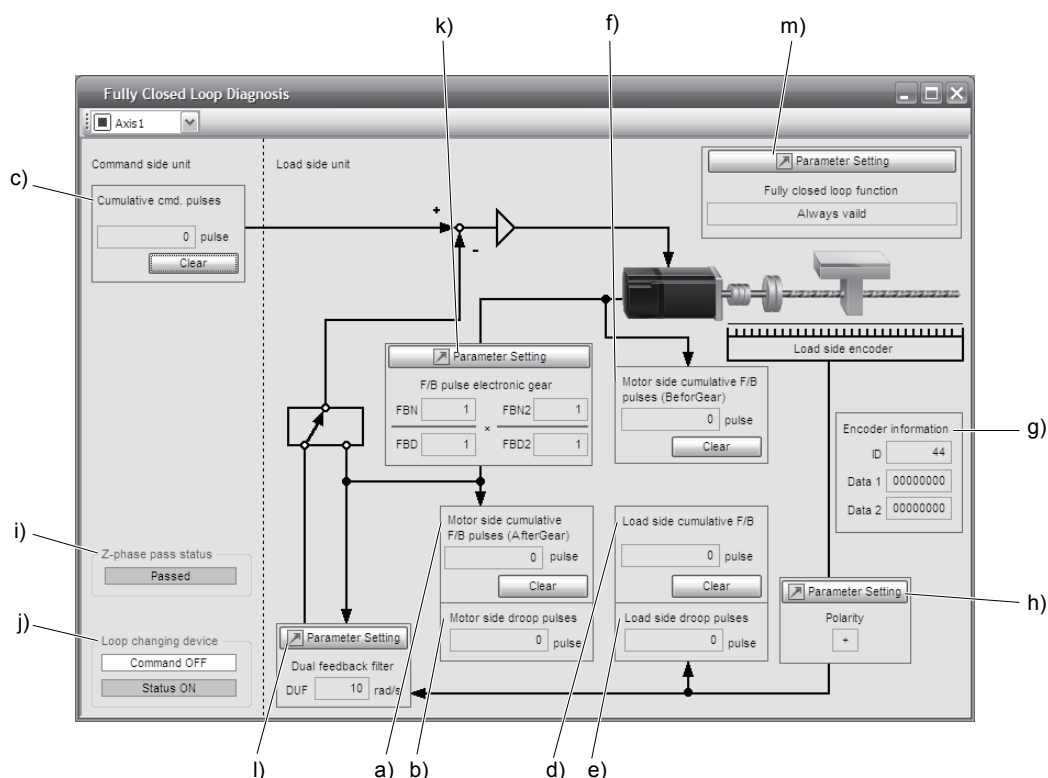 k)
f)
m)
Fully Closed Loop Diagnosis
Axis1
Command side unit
Load side unit
Parameter Setting
Fully closed loop function
Always vaild
c)
Cumulative cmd. pulses
0 pulse
Clear
+
-
Load side encoder
Parameter Setting
F/B pulse electronic gear
FBN 1 FBN2 1
×
FBD 1 FBD2 1
Motor side cumulative F/B
pulses (BeforGear)
0 pulse
Clear
Encoder information
ID 44
Data 1 00000000
Data 2 00000000
g)
i)
Z-phase pass status
Passed
Motor side cumulative
F/B pulses (AfterGear)
0 pulse
Clear
Motor side droop pulses
0 pulse
Load side cumulative F/B
0 pulse
Clear
Load side droop pulses
0 pulse
Parameter Setting
Polarity
+
h)
j)
Loop changing device
Command OFF
Status ON
Parameter Setting
Dual feedback filter
DUF 10 rad/s
l)
a)
b)
d)
e)